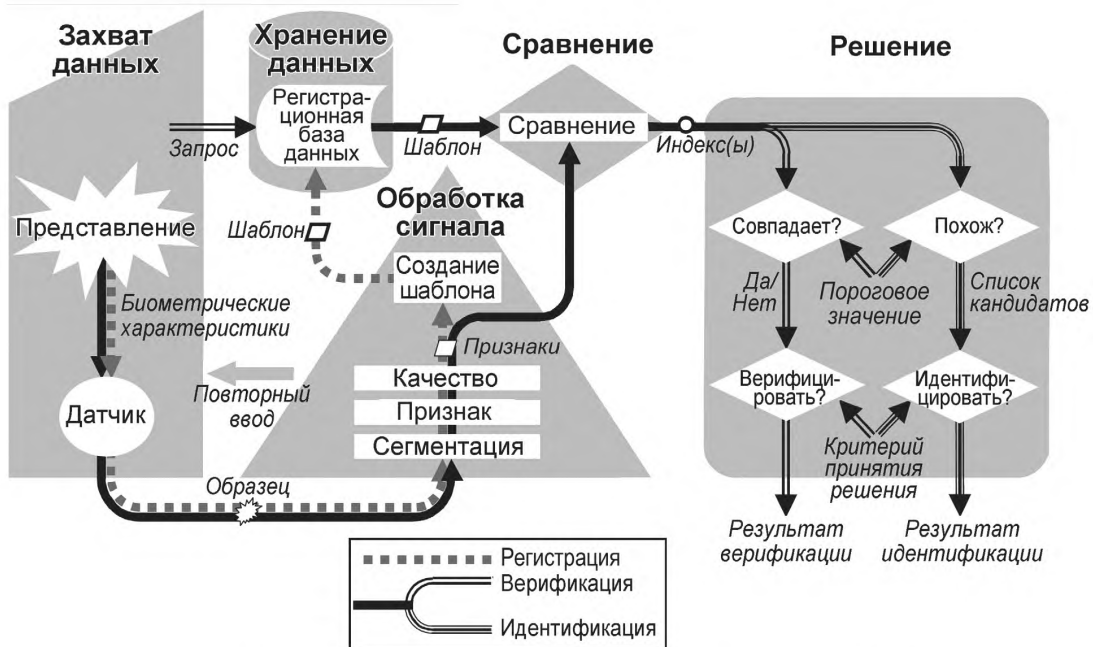 Захват
данных
Хранение
данных
Сравнение
Решение
Регистра-
ционная
база
данных
Запрос
Шаблон
Сравнение
Индекс(ы)
Представление
Шаблон
Обработка
сигнала
Создание
шаблона
Совпадает?
Похож?
Да/
Нет
Пороговое
значение
Список
кандидатов
Биометрические
характеристики
Признаки
Датчик
Повторный
ввод
Качество
Признак
Сегментация
Верифици-
ровать?
Идентифи-
цировать?
Критерий
принятия
решения
Образец
Результат
верификации
Результат
идентификации
Регистрация
Верификация
Идентификация